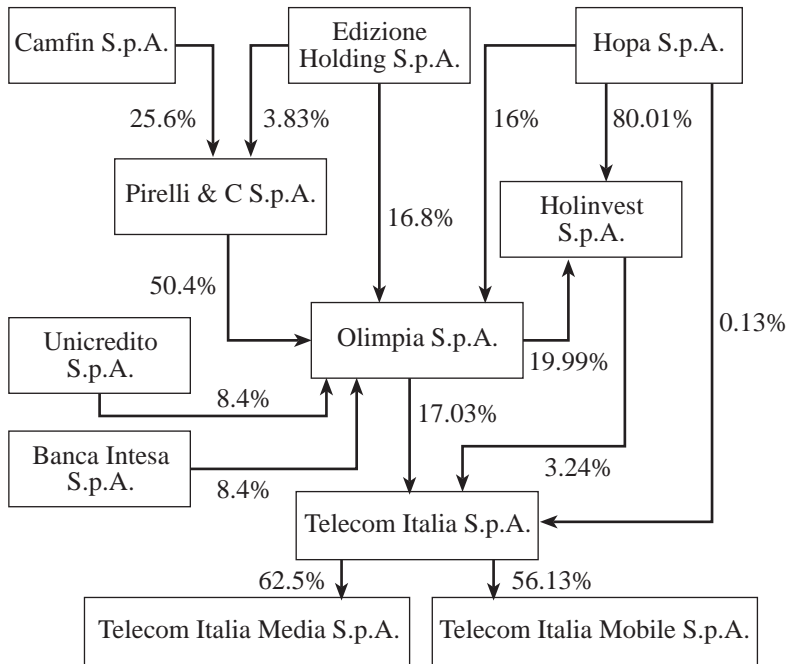 Camfin S.p.A.
Edizione
Holding S.p.A.
Hopa S.p.A.
25.6%
3.83%
16%
80.01%
Pirelli & C S.p.A.
Holinvest
S.p.A.
16.8%
50.4%
Unicredito
S.p.A.
Olimpia S.p.A.
0.13%
19.99%
8.4%
17.03%
Banca Intesa
S.p.A.
3.24%
8.4%
Telecom Italia S.p.A.
62.5%
56.13%
Telecom Italia Media S.p.A.
Telecom Italia Mobile S.p.A.